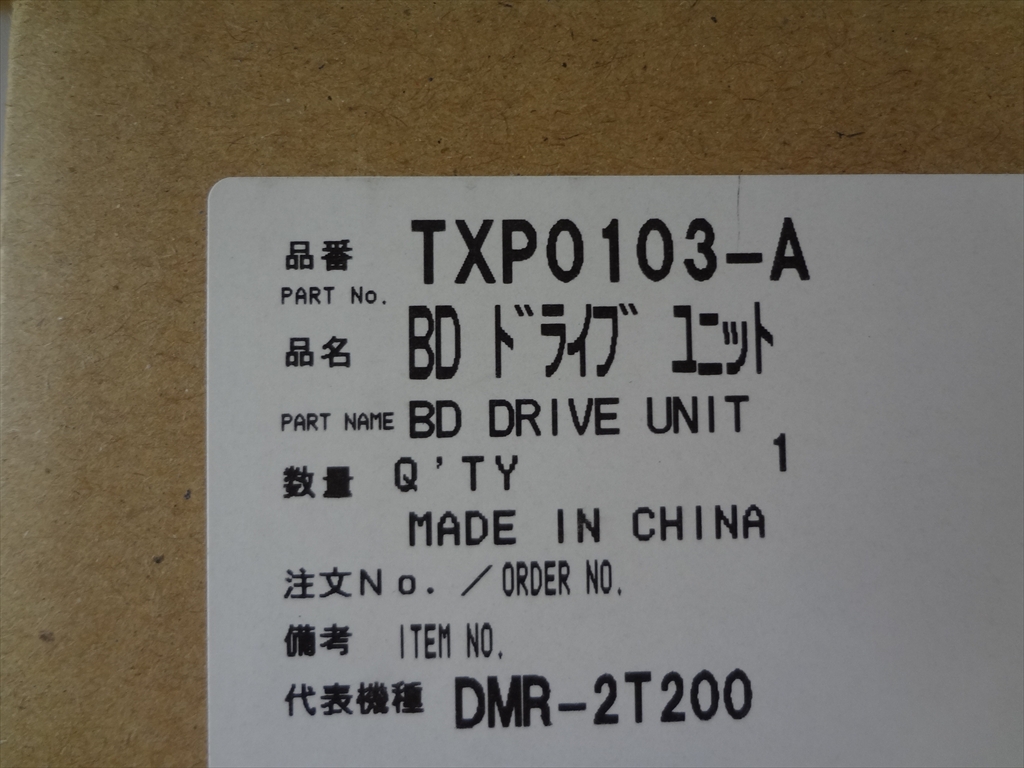 品番 TXP0103-A
PART No.
品名 BD ドライブ ユニット
PART NAME BD DRIVE UNIT
数量 Q'TY 1
MADE IN CHINA
注文No.／ORDER NO.
備考 ITEM NO.
代表機種 DMR-2T200